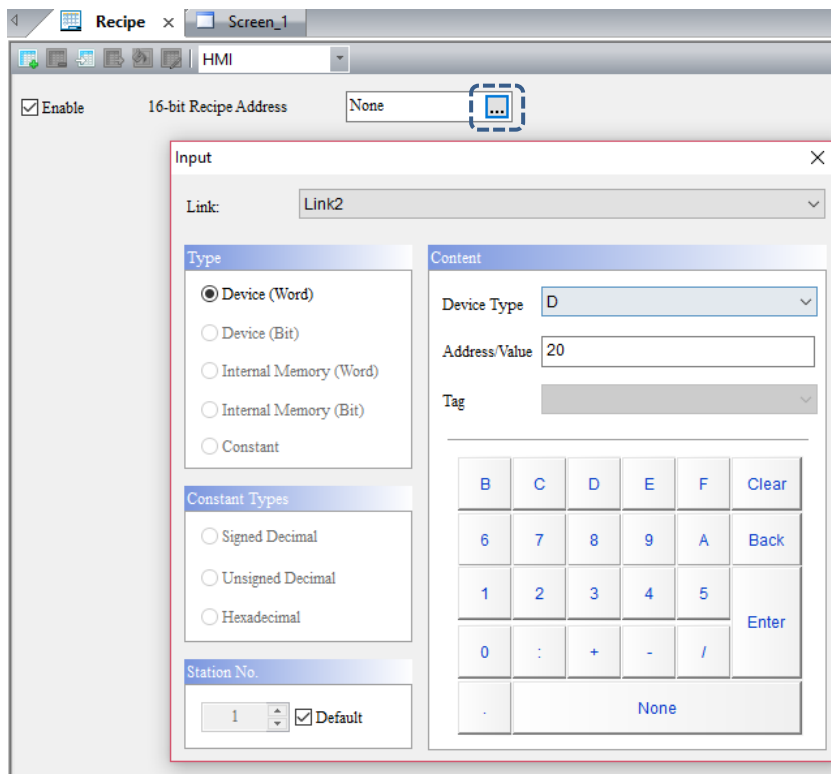 Recipe × Screen_1
HMI
Enable 16-bit Recipe Address None ...
Input
Link: Link2
Type
Device (Word)
Device (Bit)
Internal Memory (Word)
Internal Memory (Bit)
Constant
Constant Types
Signed Decimal
Unsigned Decimal
Hexadecimal
Station No.
1 Default
Content
Device Type D
Address/Value 20
Tag
B C D E F Clear
6 7 8 9 A Back
1 2 3 4 5 Enter
0 : + - /
. None